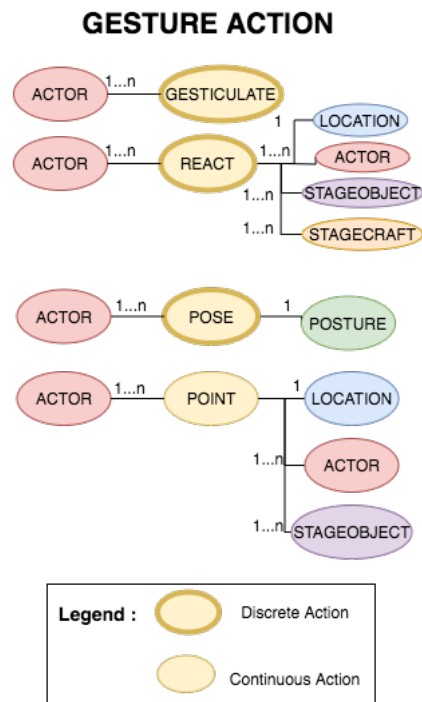 GESTURE ACTION
1...n
ACTOR
GESTICULATE
1
LOCATION
1...n
1...n
ACTOR
REACT
ACTOR
1...n
STAGEOBJECT
1...n
STAGECRAFT
1...n
1
ACTOR
POSE
POSTURE
1...n
1
ACTOR
POINT
LOCATION
1...n
ACTOR
1...n
STAGEOBJECT
Legend :
Discrete Action
Continuous Action